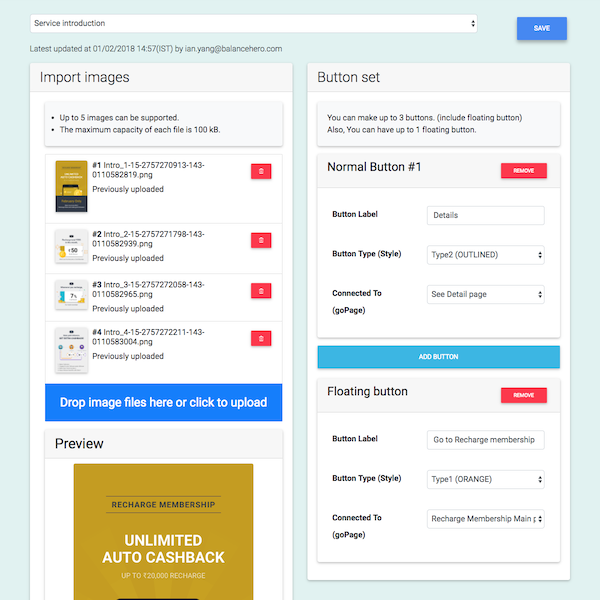 Service introduction
SAVE
Latest updated at 01/02/2018 14:57(IST) by ian.yang@balancehero.com
Import images
Up to 5 images can be supported.
The maximum capacity of each file is 100 kB.
#1 Intro_1-15-2757270913-143-
0110582819.png
Previously uploaded
#2 Intro_2-15-2757271798-143-
0110582939.png
Previously uploaded
#3 Intro_3-15-2757272058-143-
0110582965.png
Previously uploaded
#4 Intro_4-15-2757272211-143-
0110583004.png
Previously uploaded
Drop image files here or click to upload
Preview
RECHARGE MEMBERSHIP
UNLIMITED
AUTO CASHBACK
UP TO ₹20,000 RECHARGE
Button set
You can make up to 3 buttons. (include floating button)
Also, You can have up to 1 floating button.
Normal Button #1
REMOVE
Button Label
Details
Button Type (Style)
Type2 (OUTLINED)
Connected To
(goPage)
See Detail page
ADD BUTTON
Floating button
REMOVE
Button Label
Go to Recharge membership
Button Type (Style)
Type1 (ORANGE)
Connected To
(goPage)
Recharge Membership Main p